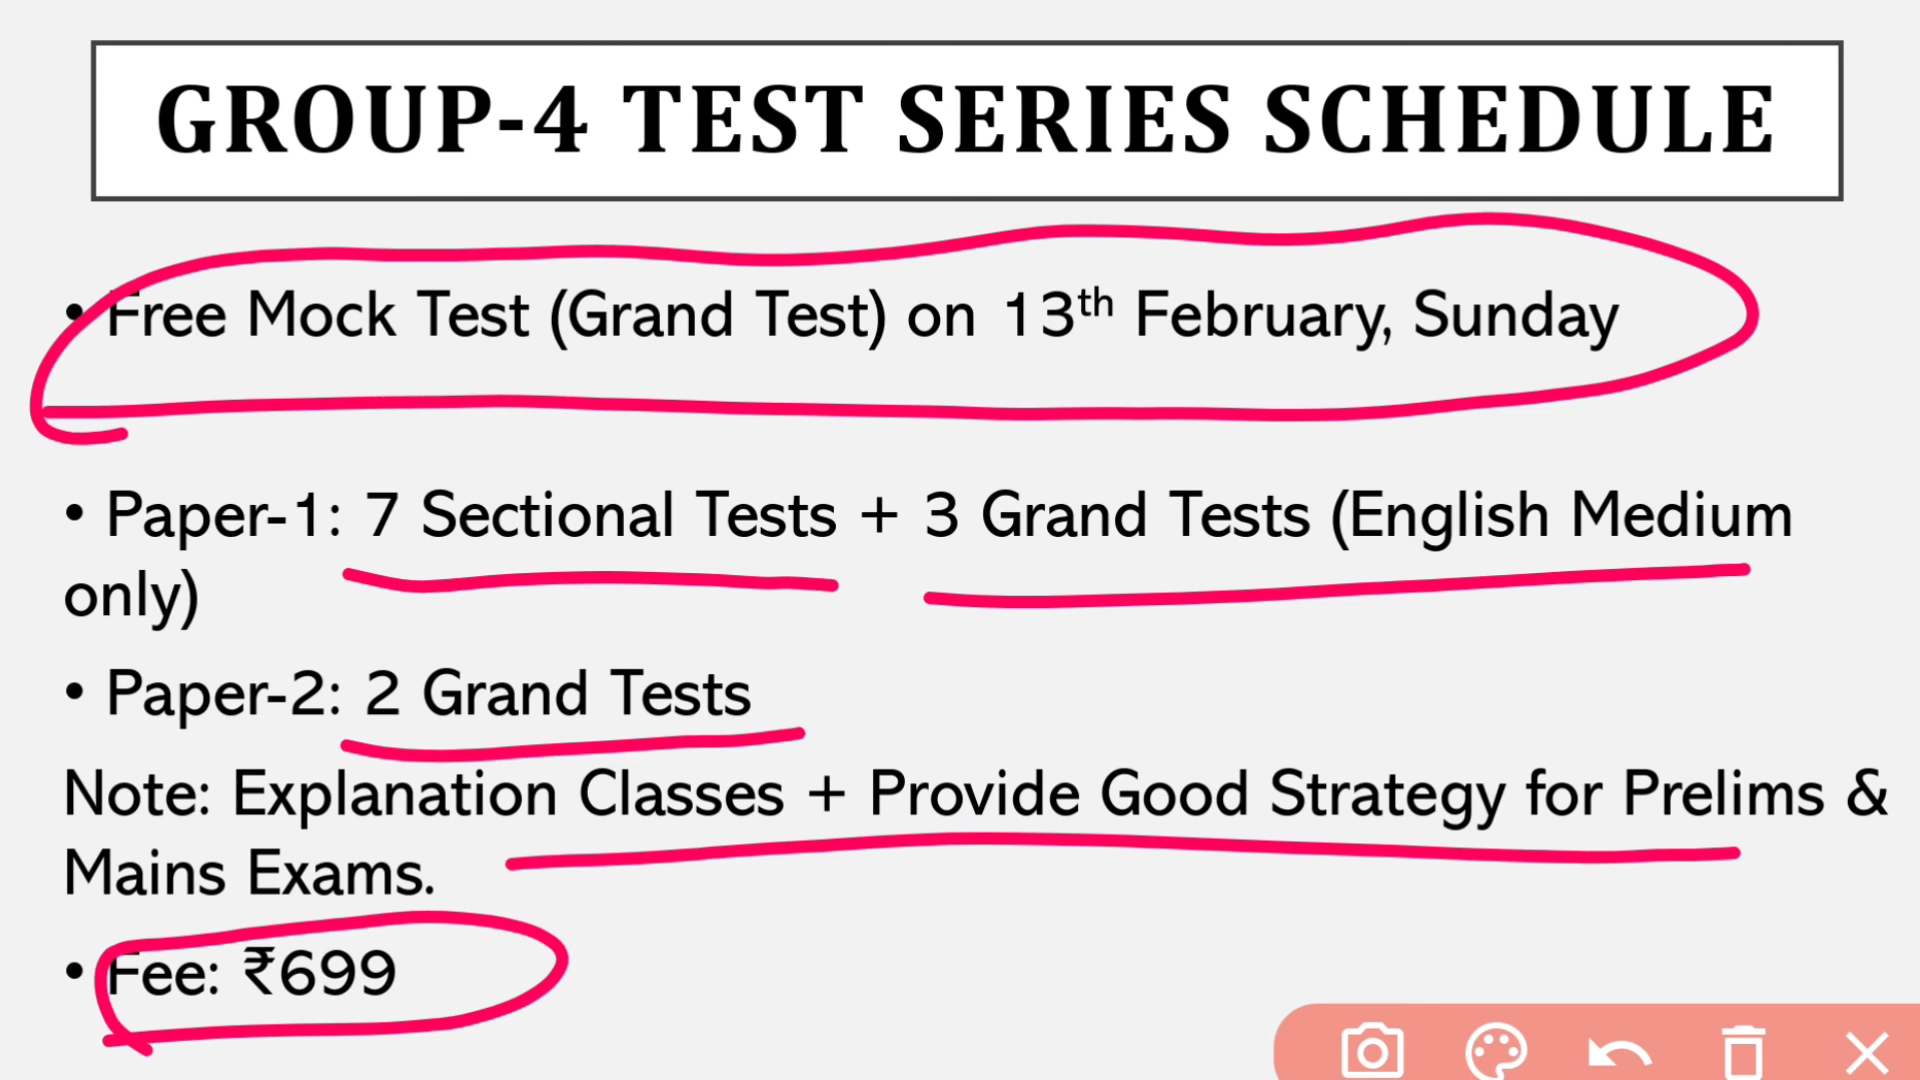 GROUP-4 TEST SERIES SCHEDULE
• Free Mock Test (Grand Test) on 13th February, Sunday
• Paper-1: 7 Sectional Tests + 3 Grand Tests (English Medium
only)
• Paper-2: 2 Grand Tests
Note: Explanation Classes + Provide Good Strategy for Prelims &
Mains Exams.
• Fee: ₹699